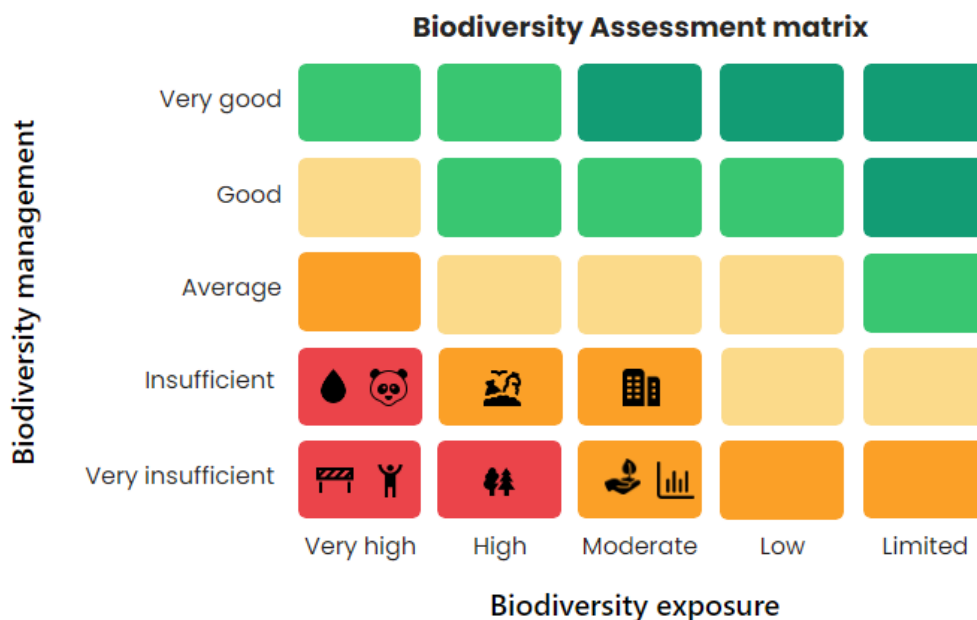 Biodiversity Assessment matrix
Biodiversity management
Very good
Good
Average
Insufficient
Very insufficient
Very high
High
Moderate
Low
Limited
Biodiversity exposure